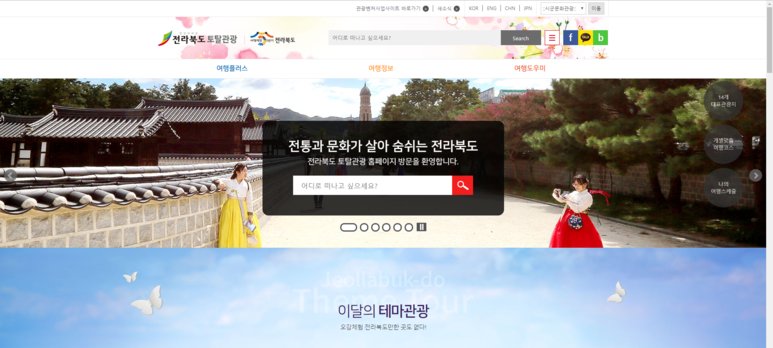 관광벤처사업사이트 바로가기 | 새소식 | KOR | ENG | CHN | JPN :: 시군문화관광 :: 이동
전라북도 토탈관광 전라북도 어디로 떠나고 싶으세요? Search f TALK b
여행플러스 여행정보 여행도우미
14개
대표관광지
전통과 문화가 살아 숨쉬는 전라북도
전라북도 토탈관광 홈페이지 방문을 환영합니다.
개별맞춤
여행코스
어디로 떠나고 싶으세요?
나의
여행스케줄
Jeollabuk-do
Theme Tour
이달의 테마관광
오감체험 전라북도만한 곳도 없다!